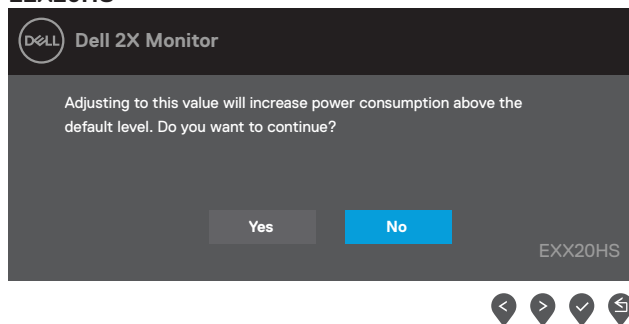 DELL
Dell 2X Monitor
Adjusting to this value will increase power consumption above the
default level. Do you want to continue?
Yes No
EXX20HS